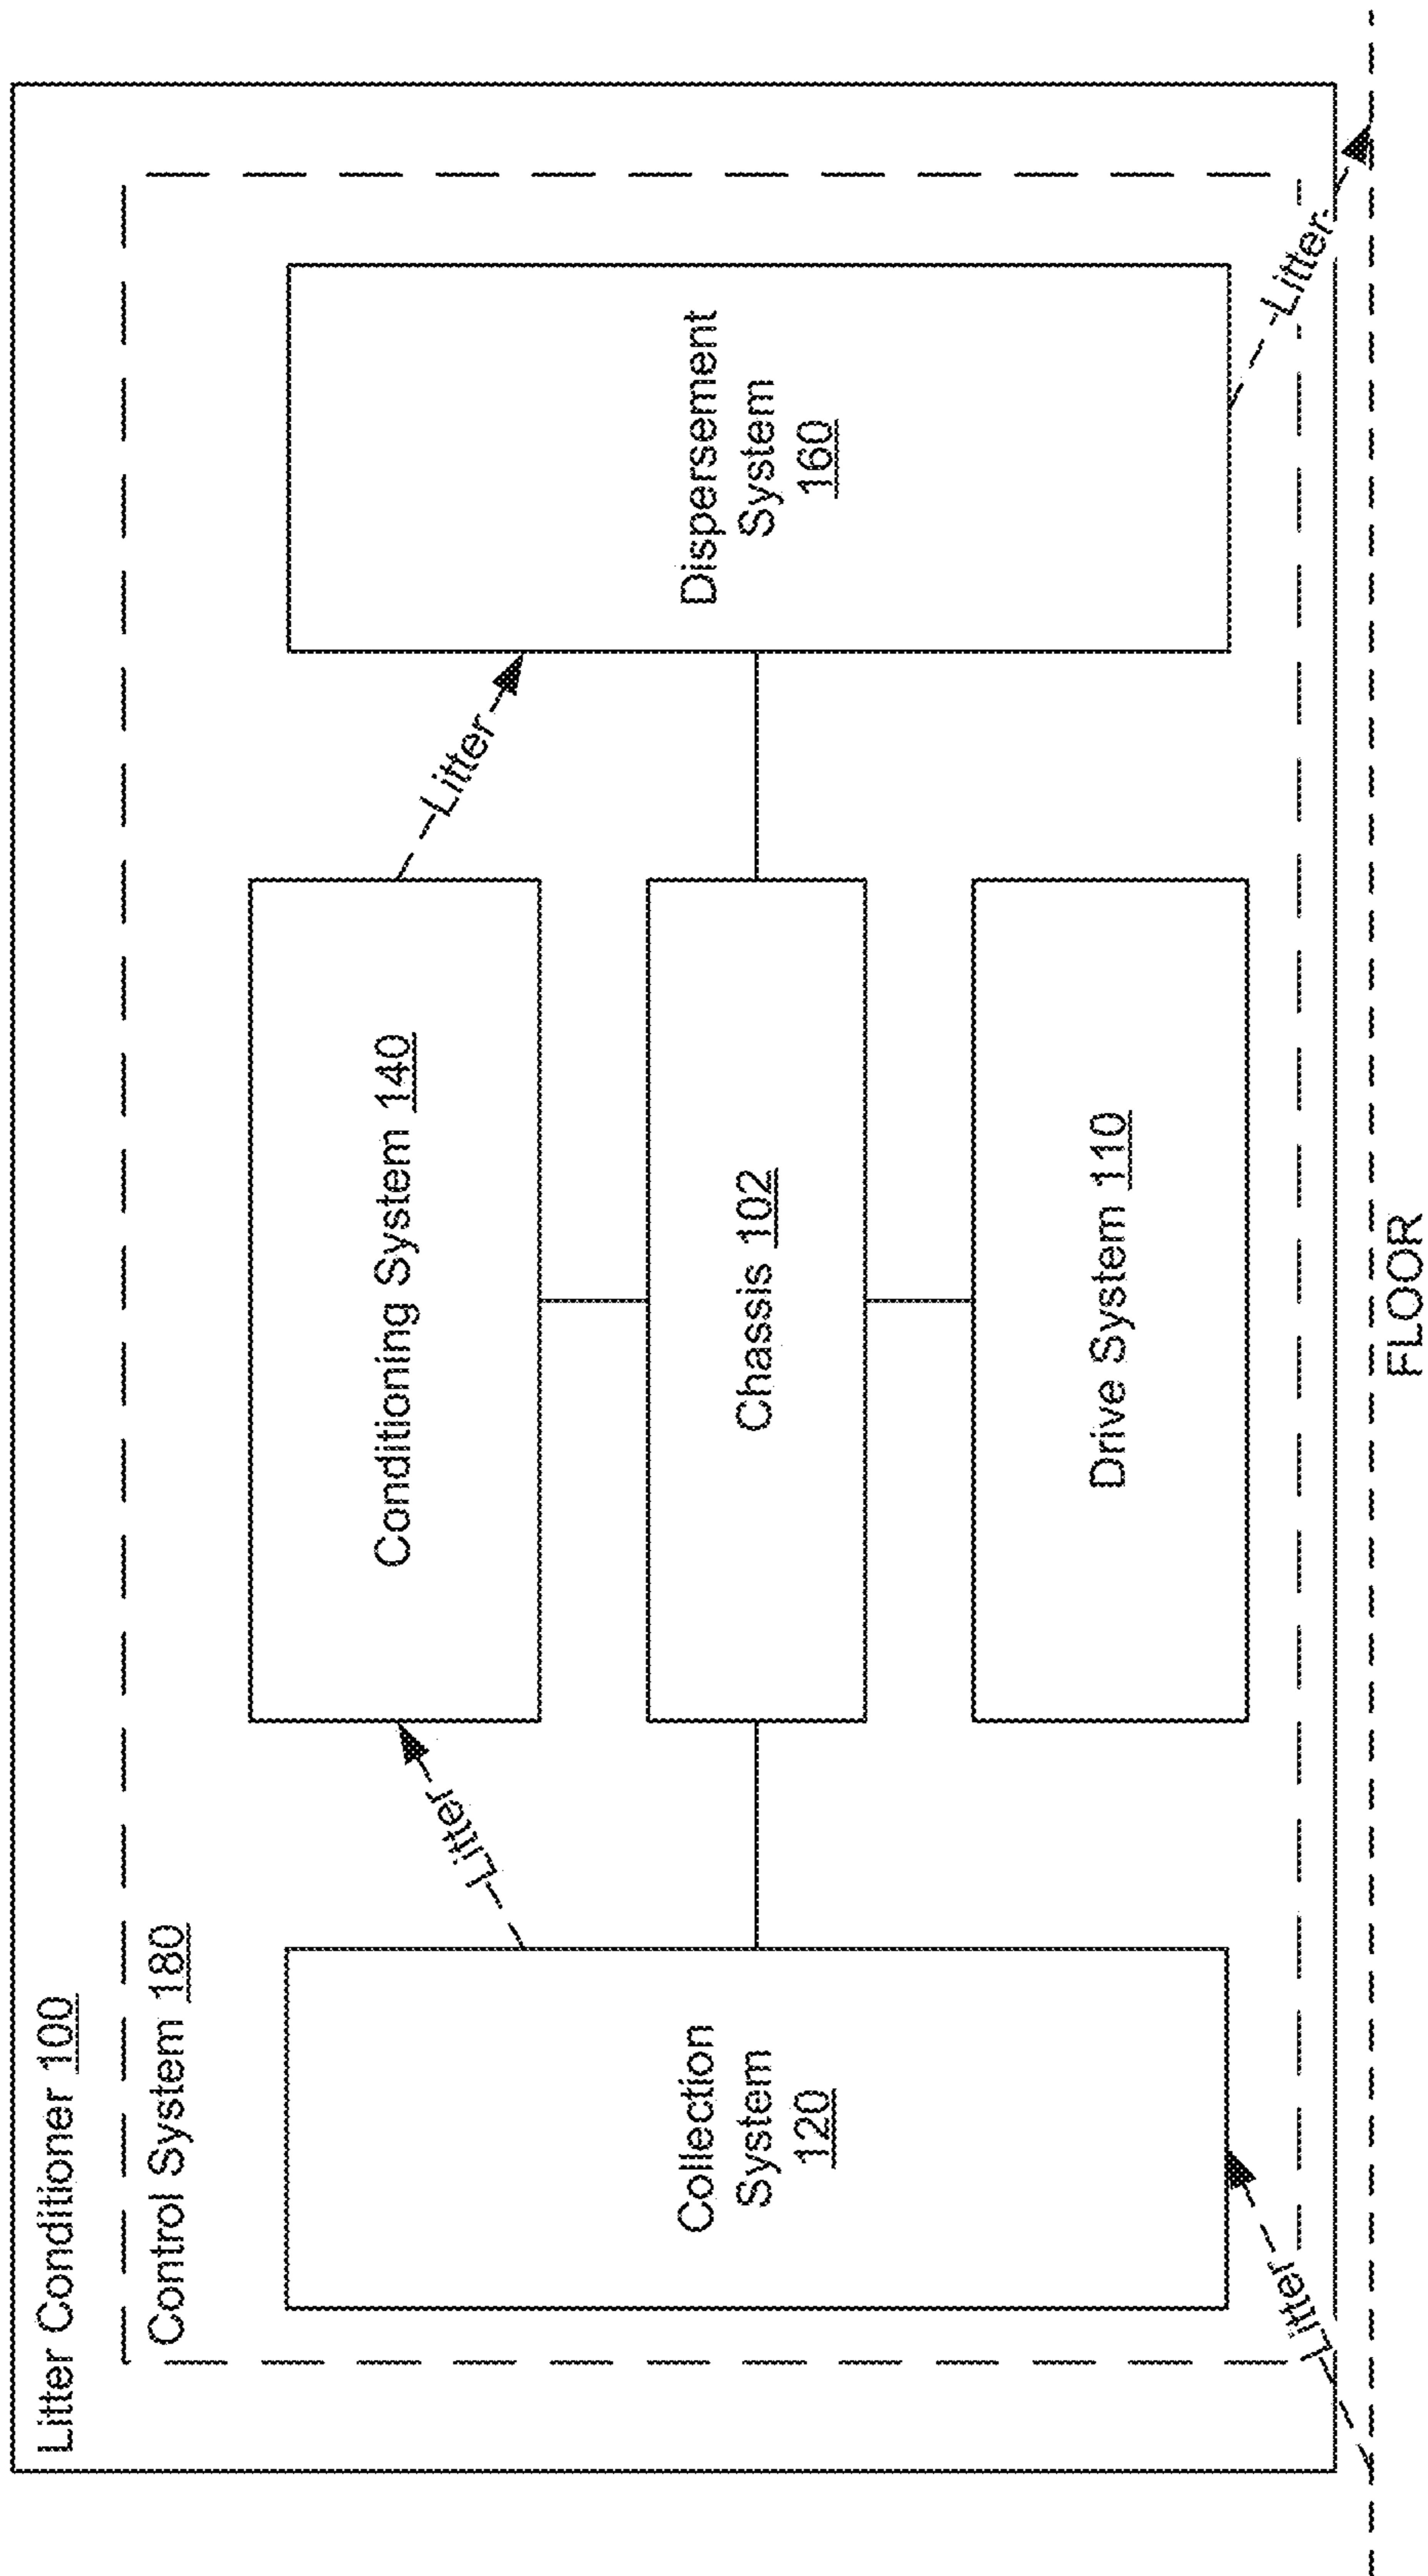 Litter Conditioner 100
Control System 180
Collection
System
120
Litter
Litter
Conditioning System 140
Chassis 102
Drive System 110
Litter
Dispersement
System
160
Litter
FLOOR